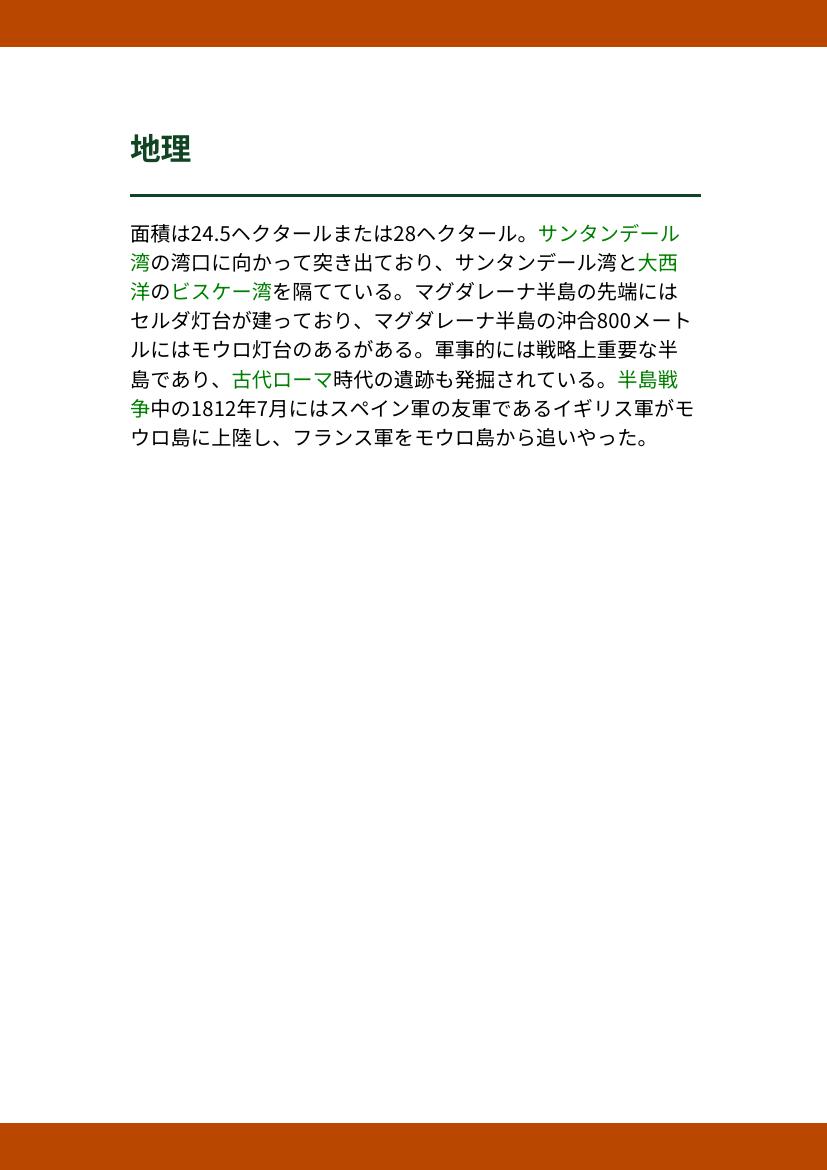 地理
面積は24.5ヘクタールまたは28ヘクタール。サンタンデール
湾の湾口に向かって突き出ており、サンタンデール湾と大西
洋のビスケー湾を隔てている。マグダレーナ半島の先端には
セルダ灯台が建っており、マグダレーナ半島の沖合800メート
ルにはモウロ灯台のあるがある。軍事的には戦略上重要な半
島であり、古代ローマ時代の遺跡も発掘されている。半島戦
争中の1812年7月にはスペイン軍の友軍であるイギリス軍がモ
ウロ島に上陸し、フランス軍をモウロ島から追いやった。